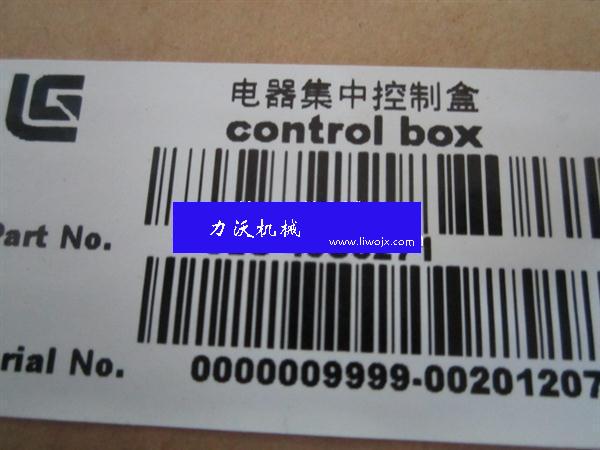 电器集中控制盒
control box
力沃机械
www.liwojx.com
Part No.
rial No.
0000009999-00201207